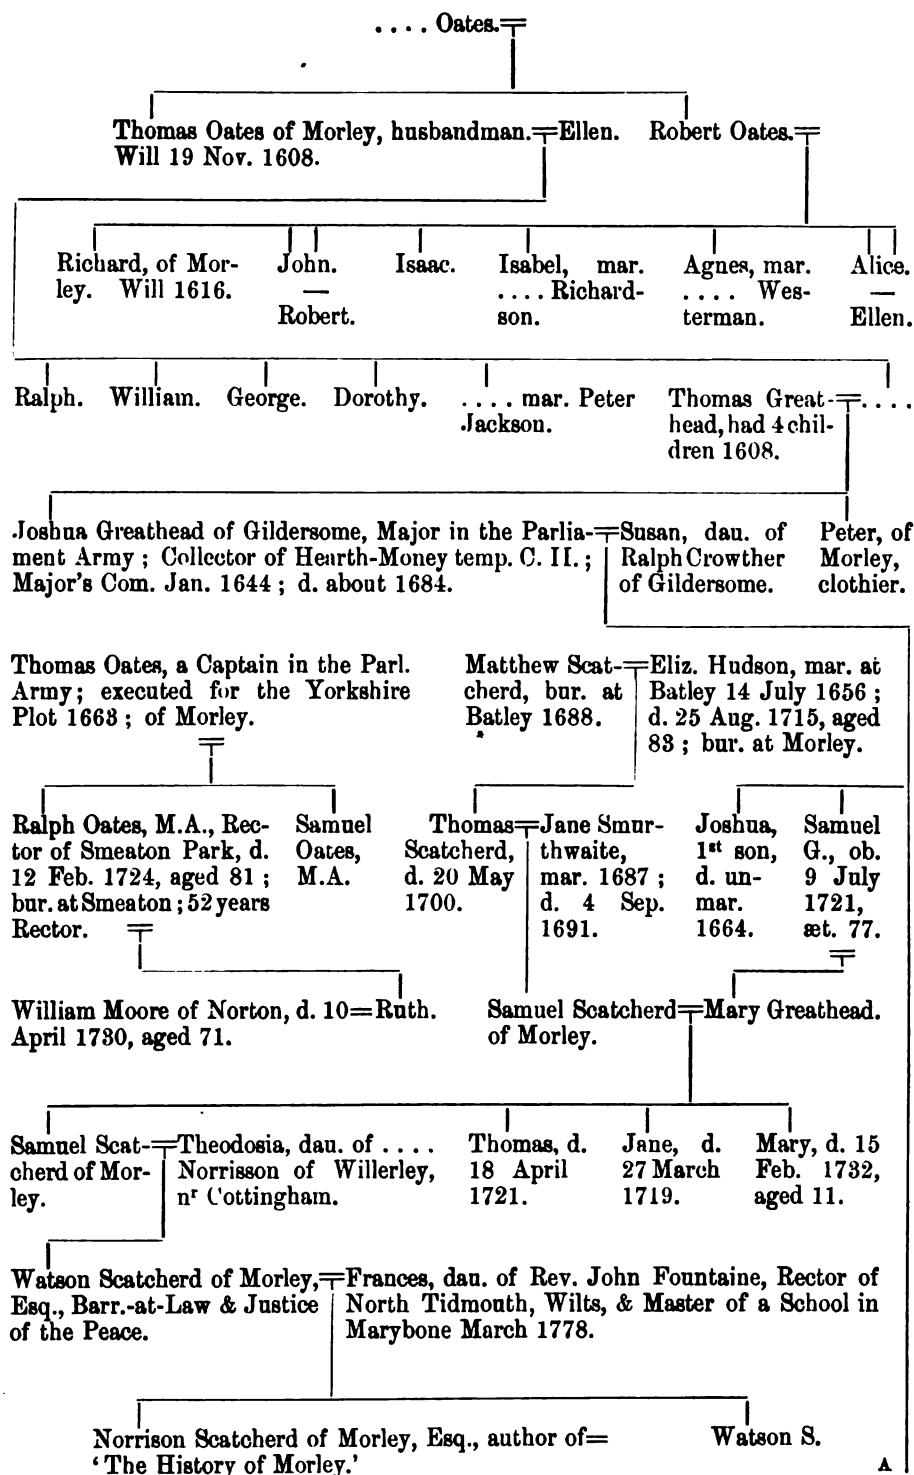 .... Oates.
Thomas Oates of Morley, husbandman.=Ellen. Robert Oates.=
Will 19 Nov. 1608.
Richard, of Mor- John. Isaac. Isabel, mar. Agnes, mar. Alice.
ley. Will 1616. — .... Richard- .... Wes- —
Robert. son. terman. Ellen.
Ralph. William. George. Dorothy. .... mar. Peter Thomas Great-=....
Jackson. head, had 4 chil-
dren 1608.
Joshua Greathead of Gildersome, Major in the Parlia-=Susan, dau. of Peter, of
ment Army ; Collector of Hearth-Money temp. C. II. ; Ralph Crowther Morley,
Major's Com. Jan. 1644 ; d. about 1684. of Gildersome. clothier.
Thomas Oates, a Captain in the Parl. Matthew Scat-=Eliz. Hudson, mar. at
Army; executed for the Yorkshire cherd, bur. at Batley 14 July 1656 ;
Plot 1663 ; of Morley. Batley 1688. d. 25 Aug. 1715, aged
83 ; bur. at Morley.
Ralph Oates, M.A., Rec- Samuel Thomas=Jane Smur- Joshua, Samuel
tor of Smeaton Park, d. Oates, Scatcherd, thwaite, 1st son, G., ob.
12 Feb. 1724, aged 81 ; M.A. d. 20 May mar. 1687 ; d. un- 9 July
bur. at Smeaton ; 52 years 1700. d. 4 Sep. mar. 1721,
Rector. 1691. 1664. æt. 77.
William Moore of Norton, d. 10=Ruth. Samuel Scatcherd=Mary Greathead.
April 1730, aged 71. of Morley.
Samuel Scat-=Theodosia, dau. of .... Thomas, d. Jane, d. Mary, d. 15
cherd of Mor- Norrisson of Willerley, 18 April 27 March Feb. 1732,
ley. nr Cottingham. 1721. 1719. aged 11.
Watson Scatcherd of Morley,=Frances, dau. of Rev. John Fountaine, Rector of
Esq., Barr.-at-Law & Justice North Tidmouth, Wilts, & Master of a School in
of the Peace. Marybone March 1778.
Norrison Scatcherd of Morley, Esq., author of= Watson S.
'The History of Morley.' A